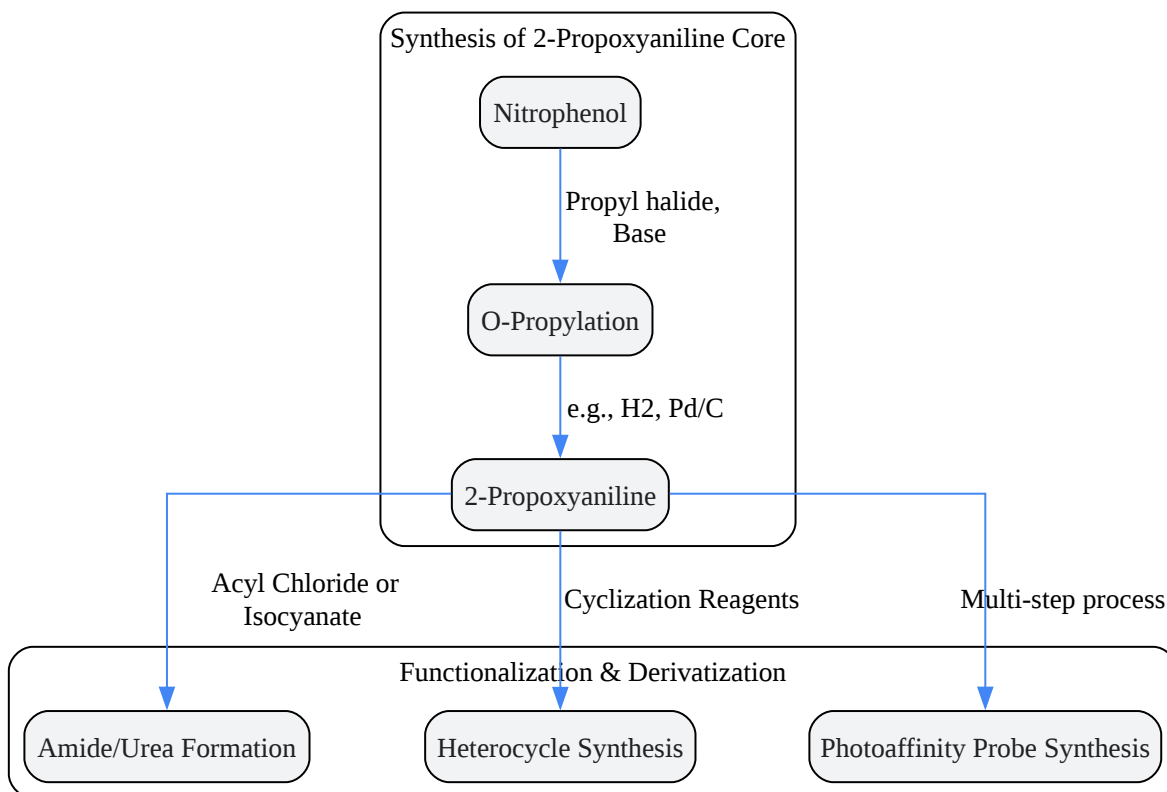 Synthesis of 2-Propoxyaniline Core
Nitrophenol
Propyl halide,
Base
O-Propylation
e.g., H2, Pd/C
2-Propoxyaniline
Acyl Chloride or
Isocyanate
Cyclization Reagents
Multi-step process
Functionalization & Derivatization
Amide/Urea Formation
Heterocycle Synthesis
Photoaffinity Probe Synthesis